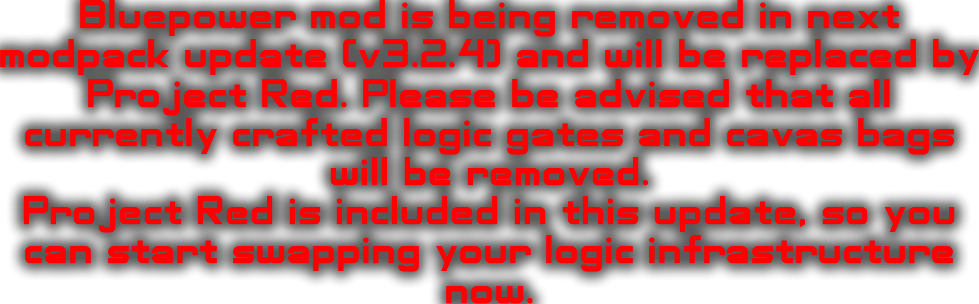 Bluepower mod is being removed in next
modpack update (v3.2.4) and will be replaced by
Project Red. Please be advised that all
currently crafted logic gates and cavas bags
will be removed.
Project Red is included in this update, so you
can start swapping your logic infrastructure
now.